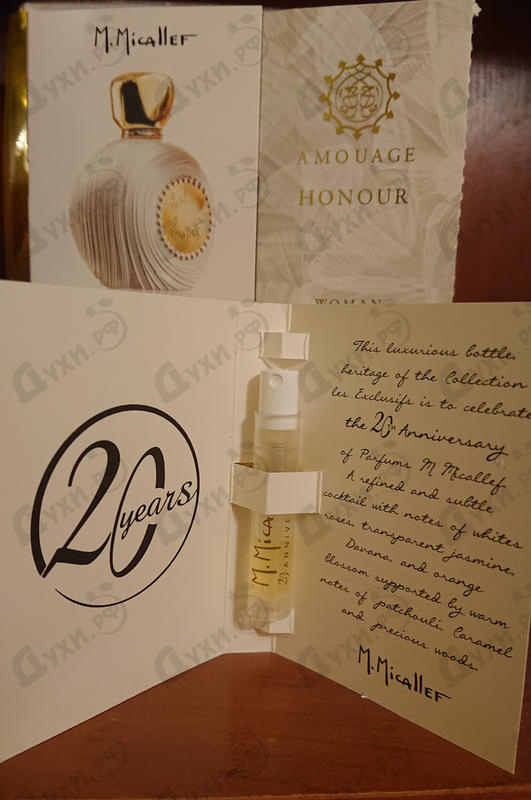 M.Micallef
AMOUAGE
HONOUR
WOMAN
20 years
M.Mica
20 ANNIVE
This luxurious bottle,
heritage of the Collection
les Exclusifs is to celebrate
the 20th Anniversary
of Parfums M Micallef
A refined and subtle
cocktail with notes of whites
roses, transparent jasmine,
Davana, and orange
blossom supported by warm
notes of patchouli, Caramel
and precious woods.
M.Micallef
Духи.рф